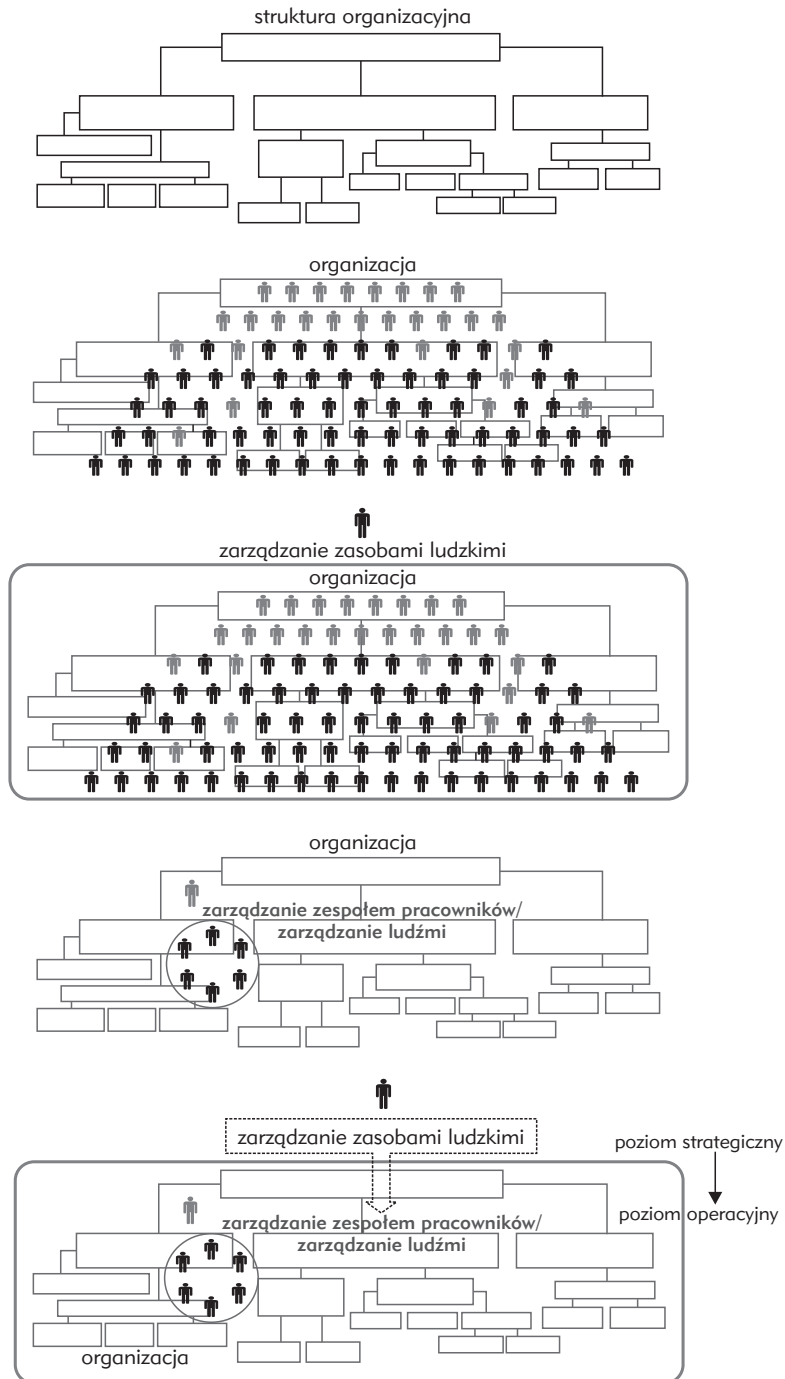 struktura organizacyjna
organizacja
zarządzanie zasobami ludzkimi
organizacja
organizacja
zarządzanie zespołem pracowników/
zarządzanie ludźmi
zarządzanie zasobami ludzkimi
poziom strategiczny
poziom operacyjny
zarządzanie zespołem pracowników/
zarządzanie ludźmi
organizacja